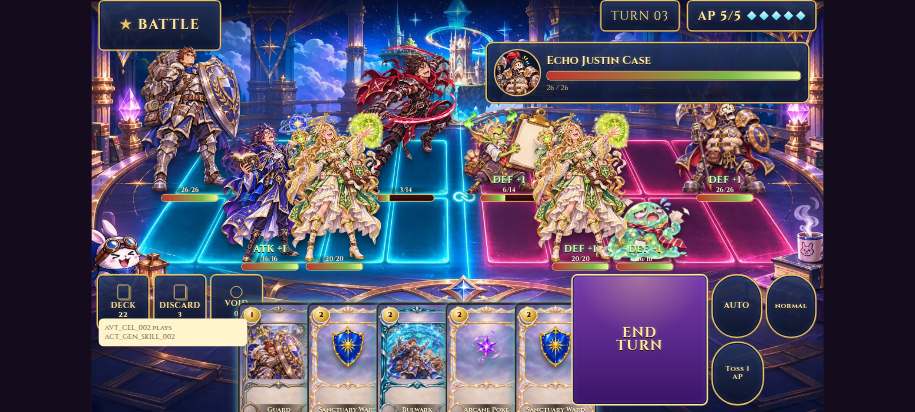 ★ BATTLE
TURN 03
AP 5/5
Echo Justin Case
26 / 26
26/26
3/14
DEF +1
6/14
DEF +1
26/26
ATK +1
16/16
20/20
DEF +1
20/20
DECK
22
DISCARD
3
VOID
AVT_CEL_002 PLAYS
ACT_GEN_SKILL_002
1
GUARD
2
SANCTUARY WARD
2
BULWARK
2
ARCANE POKE
2
SANCTUARY WARD
END
TURN
AUTO
NORMAL
TOSS 1
AP